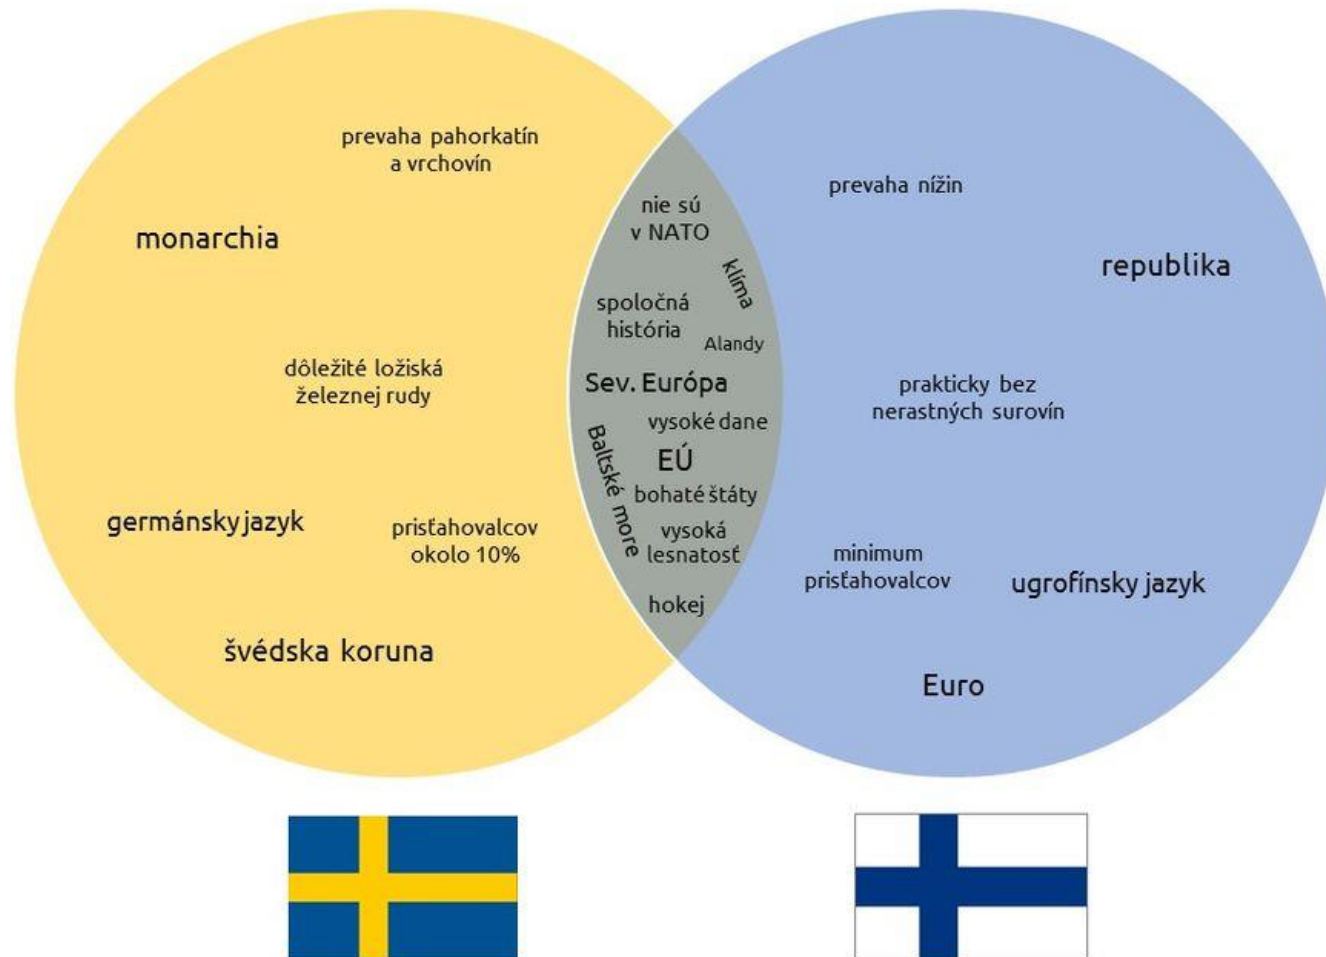 prevaha pahorkatín
a vrchovín
monarchia
dôležité ložiská
železnej rudy
germánsky jazyk
prisťahovalcov
okolo 10%
švédska koruna
nie sú
v NATO
klíma
spoločná
história
Alandy
Sev. Európa
vysoké dane
EÚ
Baltské more
bohaté štáty
vysoká
lesnatosť
hokej
prevaha nížin
republika
prakticky bez
nerastných surovín
minimum
prisťahovalcov
ugrofínsky jazyk
Euro